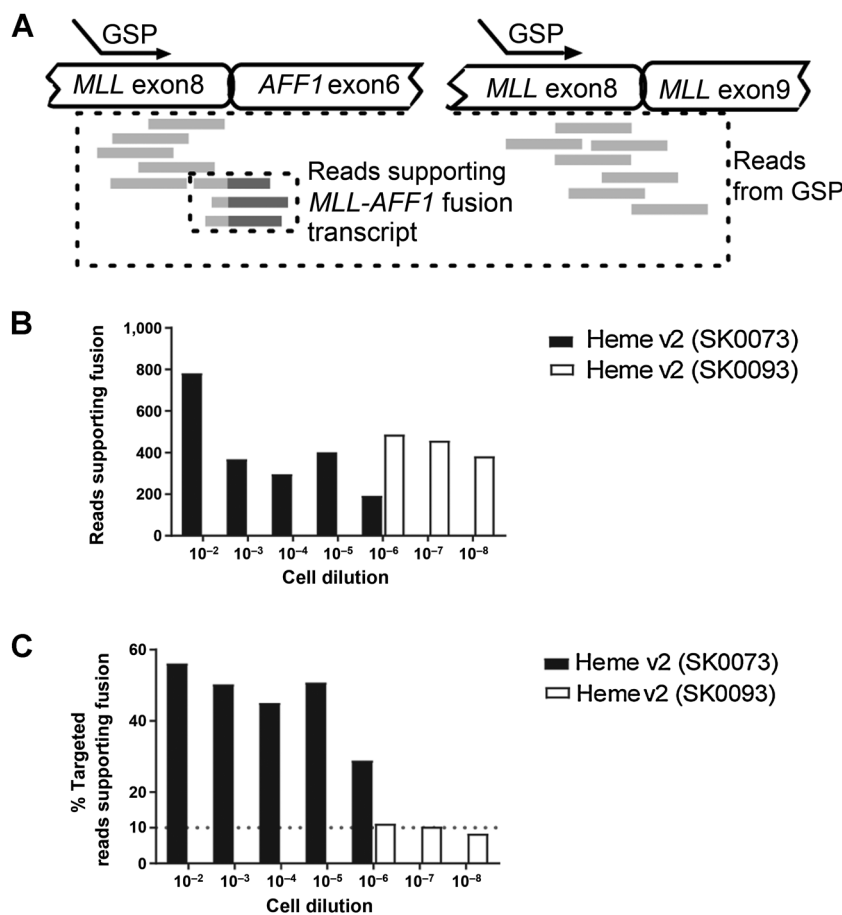 A
GSP
GSP
MLL exon8
AFF1 exon6
MLL exon8
MLL exon9
Reads supporting
MLL-AFF1 fusion
transcript
Reads
from GSP
B
Reads supporting fusion
1,000
800
600
400
200
0
10⁻²
10⁻³
10⁻⁴
10⁻⁵
10⁻⁶
10⁻⁷
10⁻⁸
Cell dilution
Heme v2 (SK0073)
Heme v2 (SK0093)
C
% Targeted
reads supporting fusion
60
40
20
10
0
10⁻²
10⁻³
10⁻⁴
10⁻⁵
10⁻⁶
10⁻⁷
10⁻⁸
Cell dilution
Heme v2 (SK0073)
Heme v2 (SK0093)